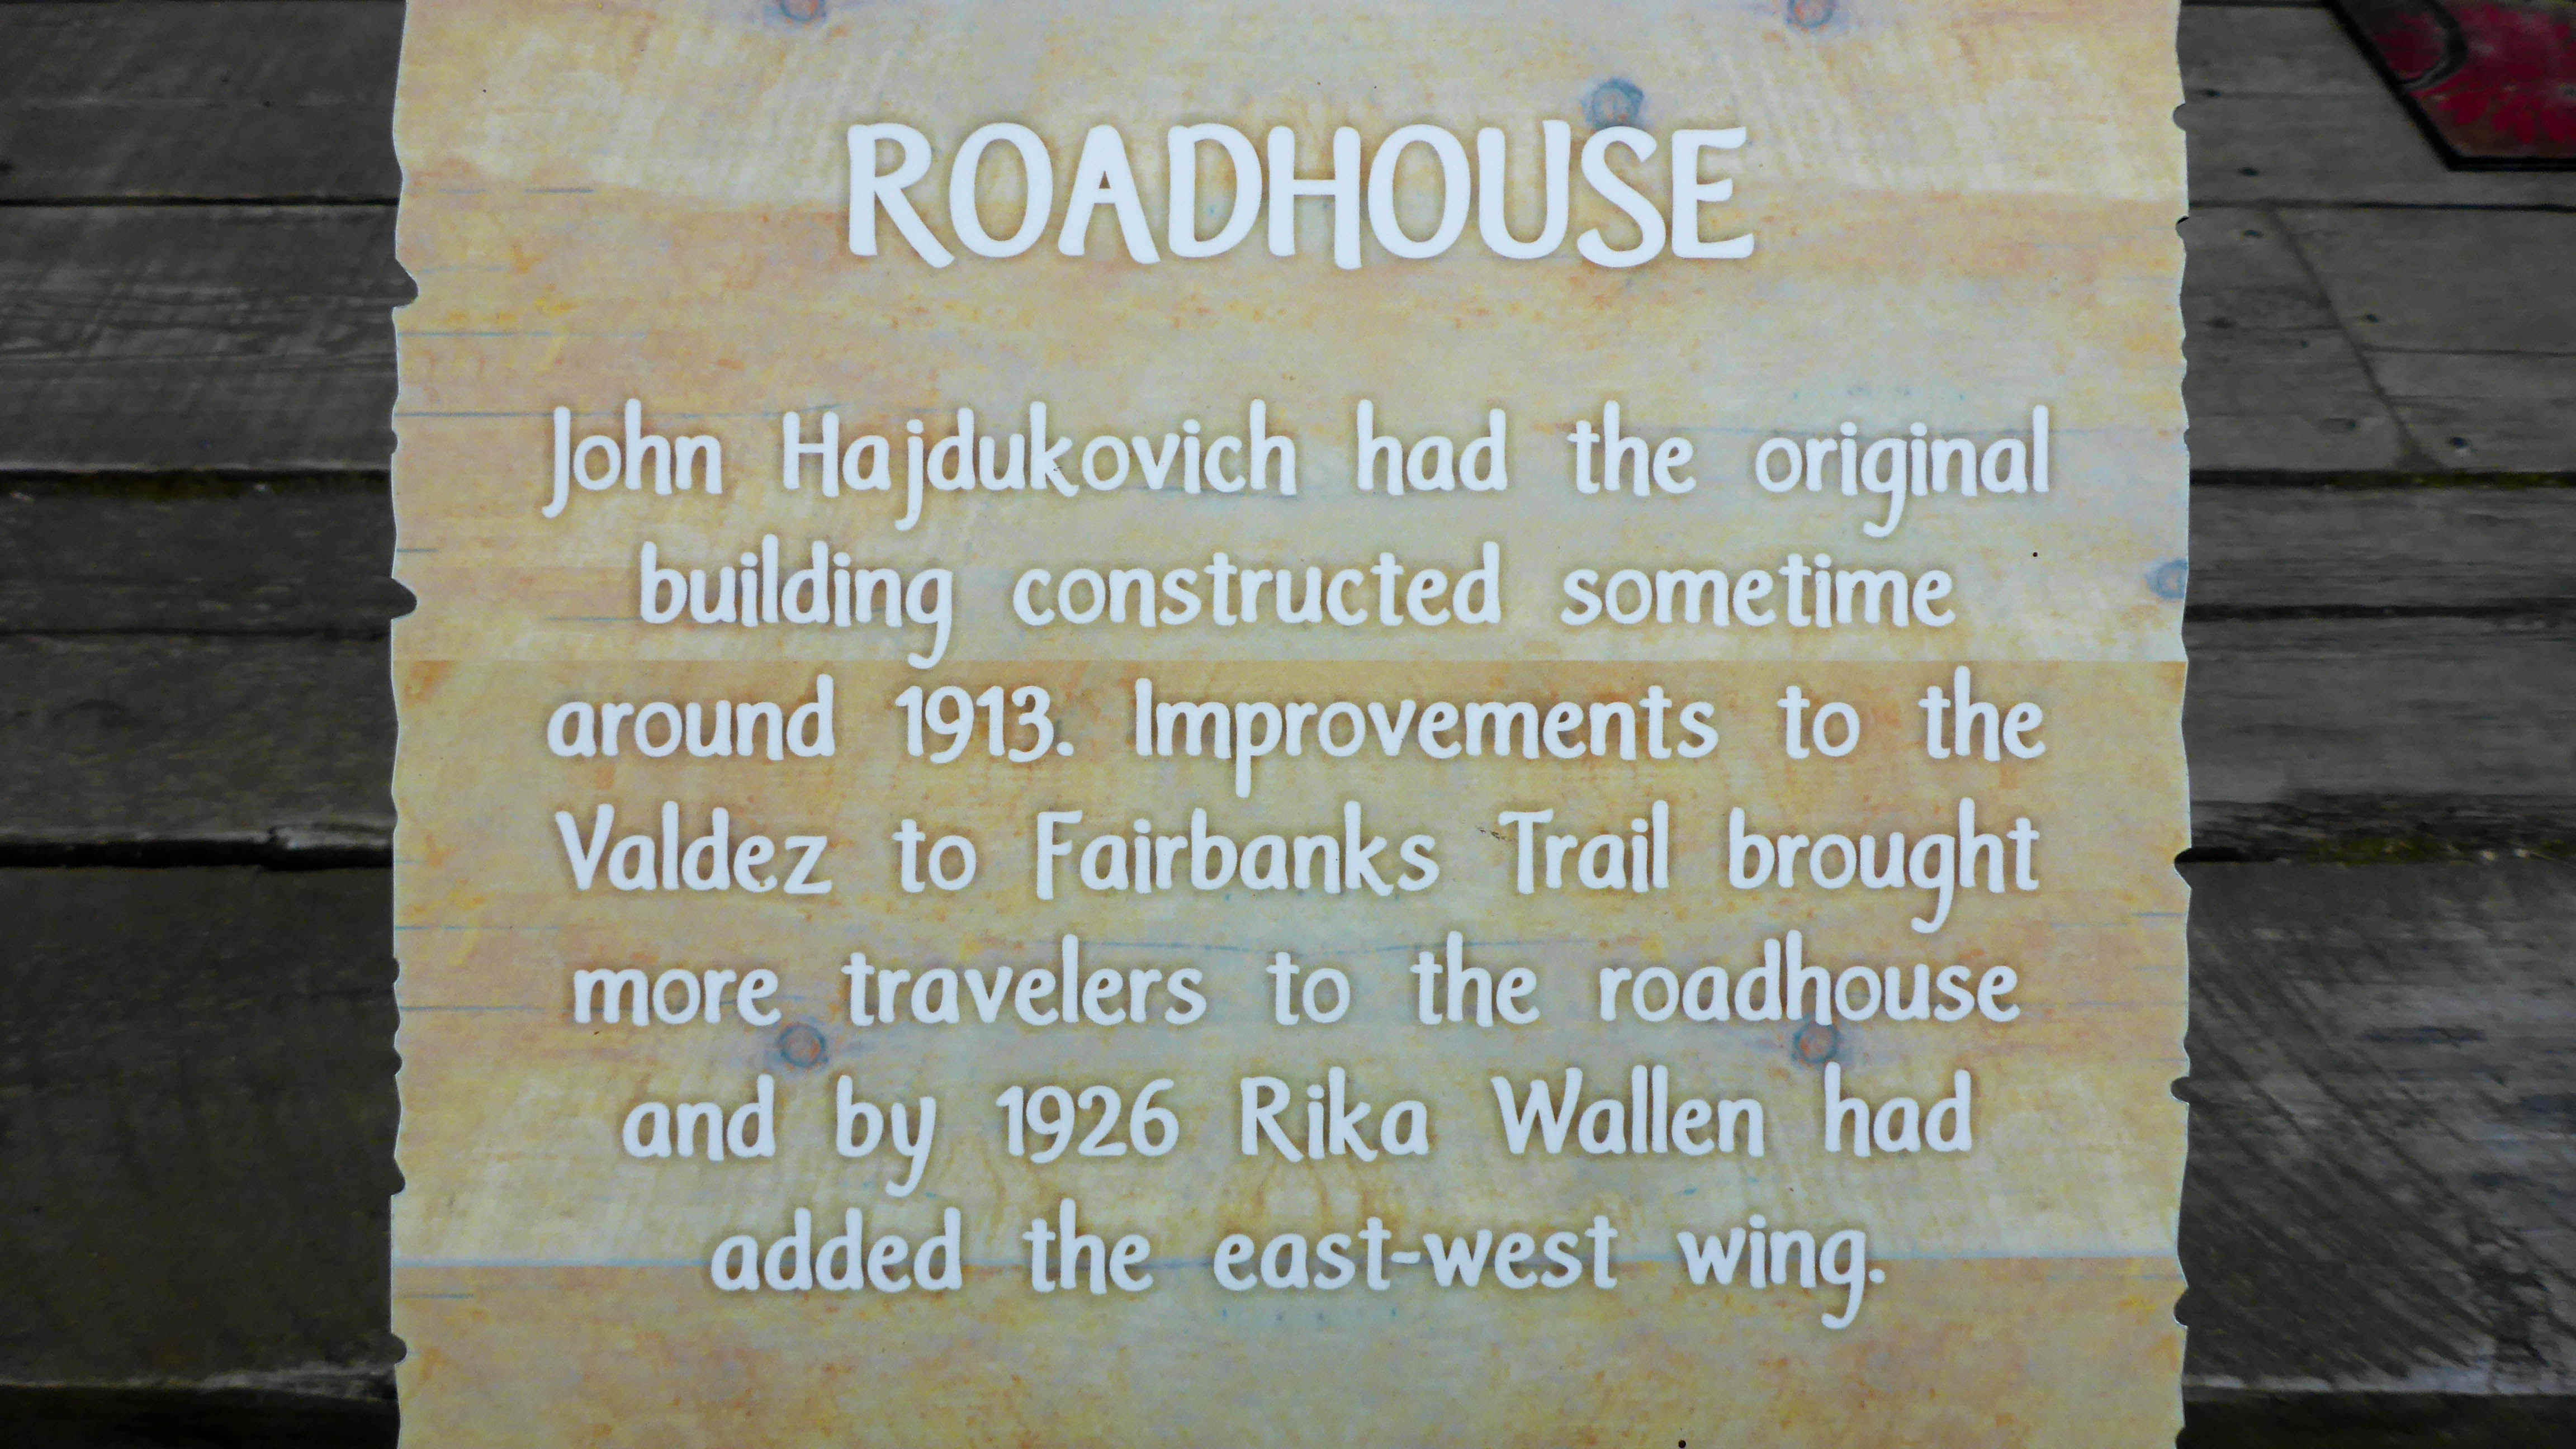 ROADHOUSE
John Hajdukovich had the original
building constructed sometime
around 1913. Improvements to the
Valdez to Fairbanks Trail brought
more travelers to the roadhouse
and by 1926 Rika Wallen had
added the east-west wing.